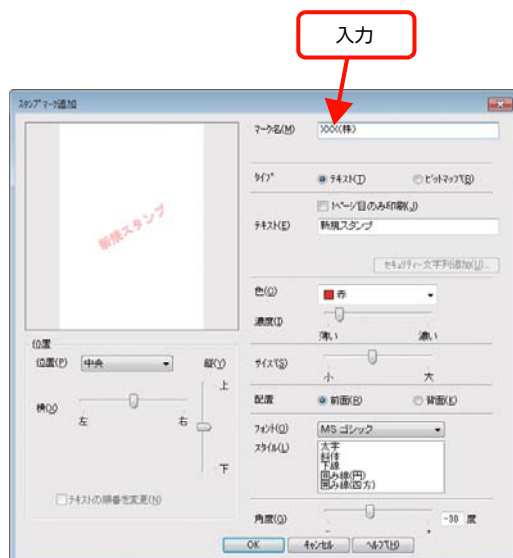 入力
スタンプマーク追加
マーク名(M)
XXX(株)
タイプ
テキスト(T)
ビットマップ(B)
1ページ目のみ印刷(J)
テキスト(E)
新規スタンプ
セキュリティー文字列追加(U)...
新規スタンプ
色(C)
赤
濃度(I)
薄い
濃い
サイズ(S)
小
大
配置
前面(R)
背面(K)
フォント(O)
MS ゴシック
スタイル(L)
太字
斜体
下線
囲み線(円)
囲み線(四方)
角度(G)
-30 度
位置
位置(P)
中央
縦(Y)
上
下
横(X)
左
右
テキストの順番を変更(N)
OK
キャンセル
ヘルプ(H)